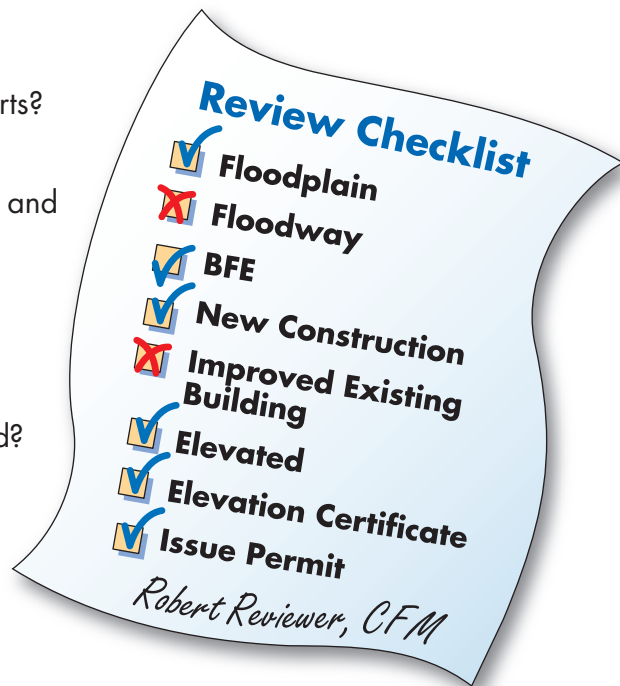 rts?
and
d?
Review Checklist
Floodplain
Floodway
BFE
New Construction
Improved Existing
Building
Elevated
Elevation Certificate
Issue Permit
Robert Reviewer, CFM